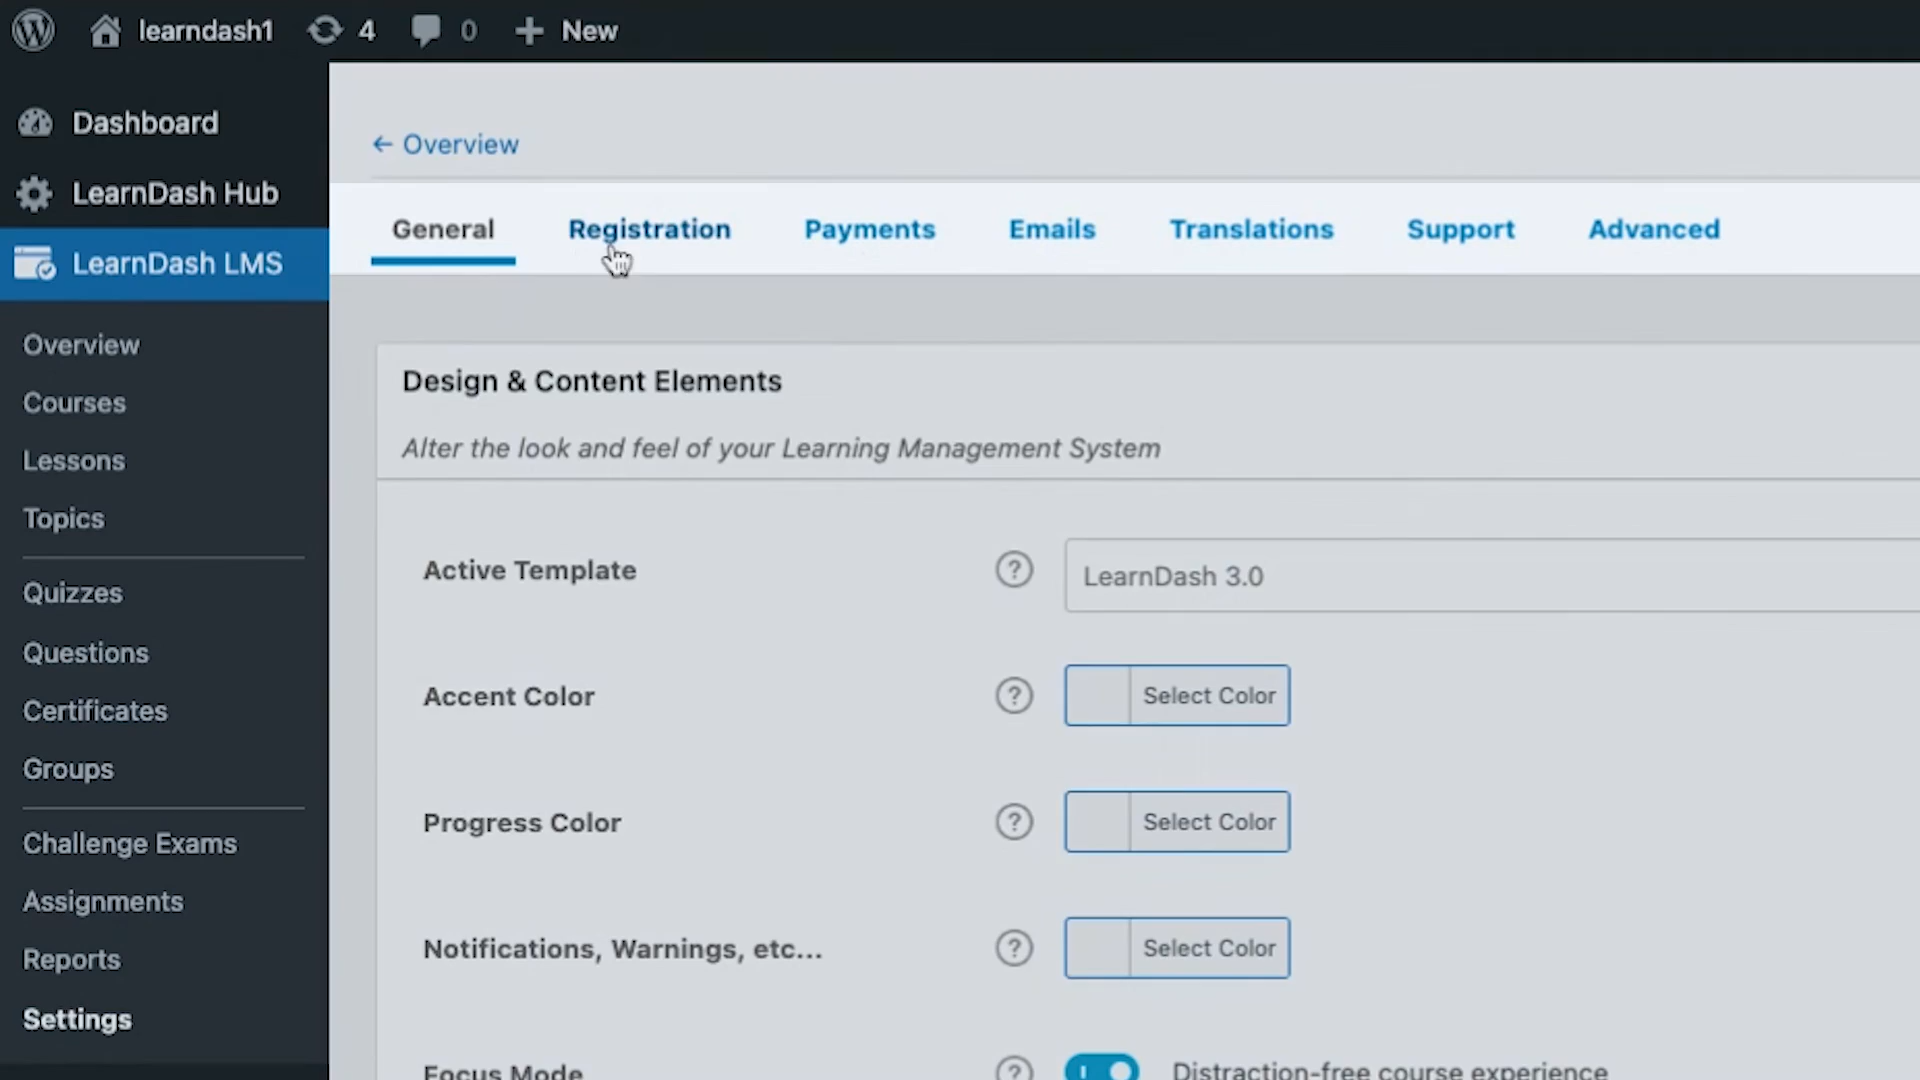 learndash1 4 0 + New
Dashboard
LearnDash Hub
LearnDash LMS
Overview
Courses
Lessons
Topics
Quizzes
Questions
Certificates
Groups
Challenge Exams
Assignments
Reports
Settings
← Overview
General Registration Payments Emails Translations Support Advanced
Design & Content Elements
Alter the look and feel of your Learning Management System
Active Template ? LearnDash 3.0
Accent Color ? Select Color
Progress Color ? Select Color
Notifications, Warnings, etc... ? Select Color
Focus Mode ? Distraction-free course experience